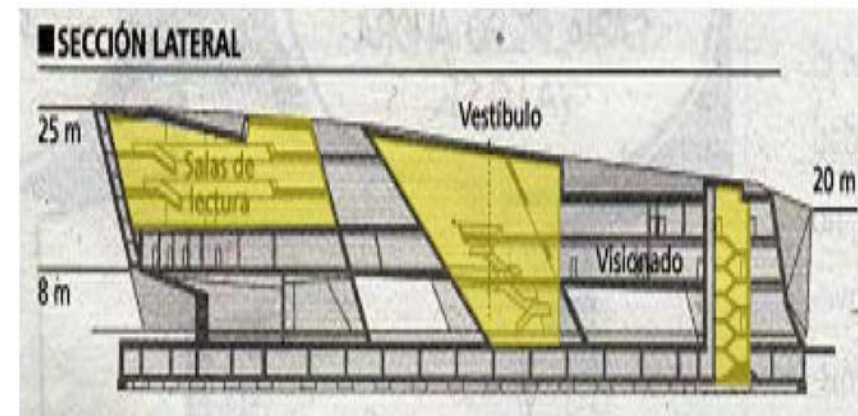 SECCIÓN LATERAL
25 m
Vestíbulo
Salas de
lectura
20 m
Visionado
8 m